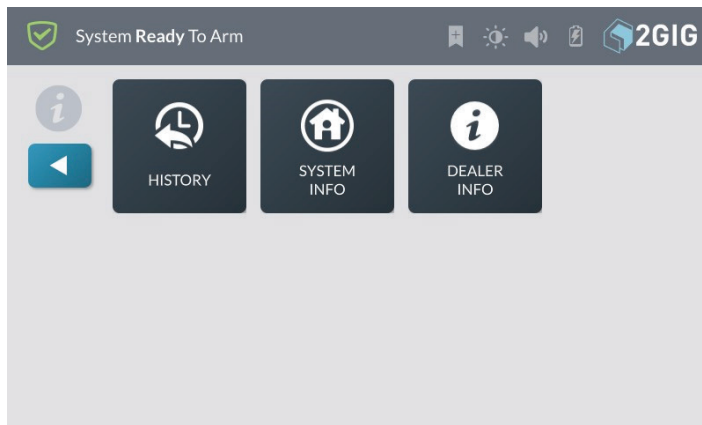 System Ready To Arm
2GIG
HISTORY
SYSTEM
INFO
DEALER
INFO